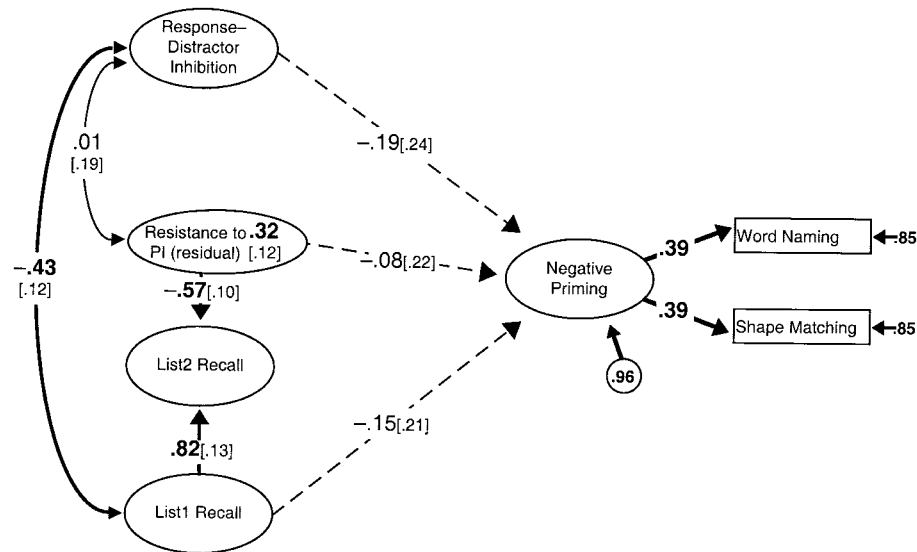 Response–
Distractor
Inhibition
–.19[.24]
.01
[.19]
Resistance to .32
PI (residual) [.12]
–.08[.22]
Negative
Priming
.39
Word Naming
.85
–.43
[.12]
–.57[.10]
.39
Shape Matching
.85
List2 Recall
.96
–.15[.21]
.82[.13]
List1 Recall